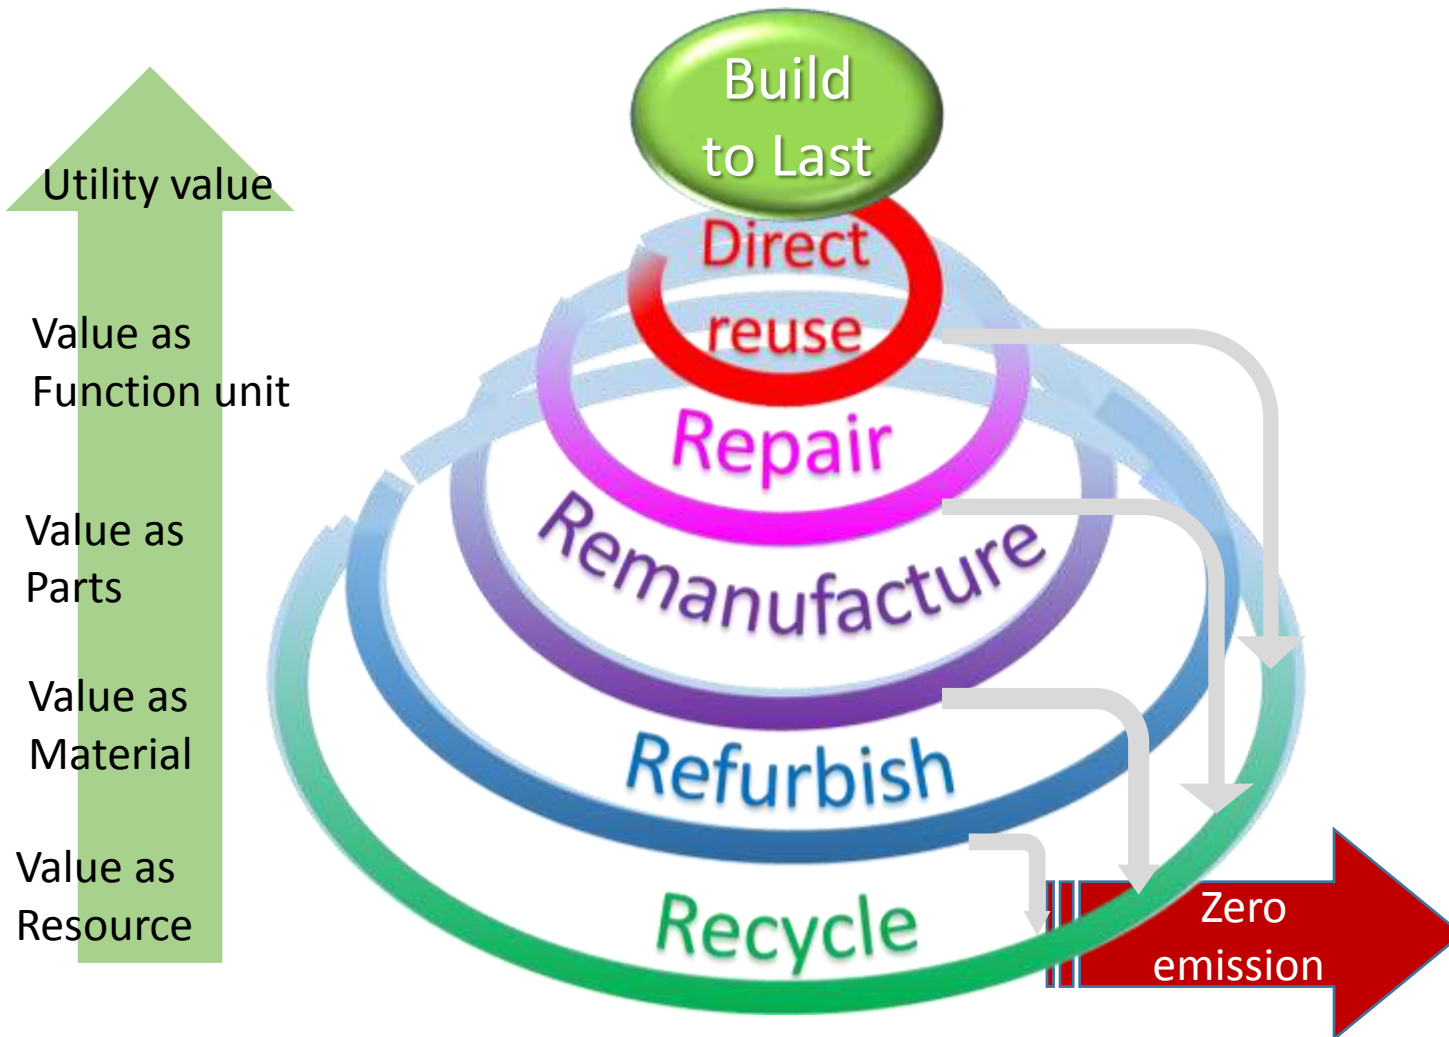 Build
to Last
Utility value
Direct
reuse
Value as
Function unit
Repair
Remanufacture
Value as
Parts
Value as
Material
Refurbish
Value as
Resource
Recycle
Zero
emission